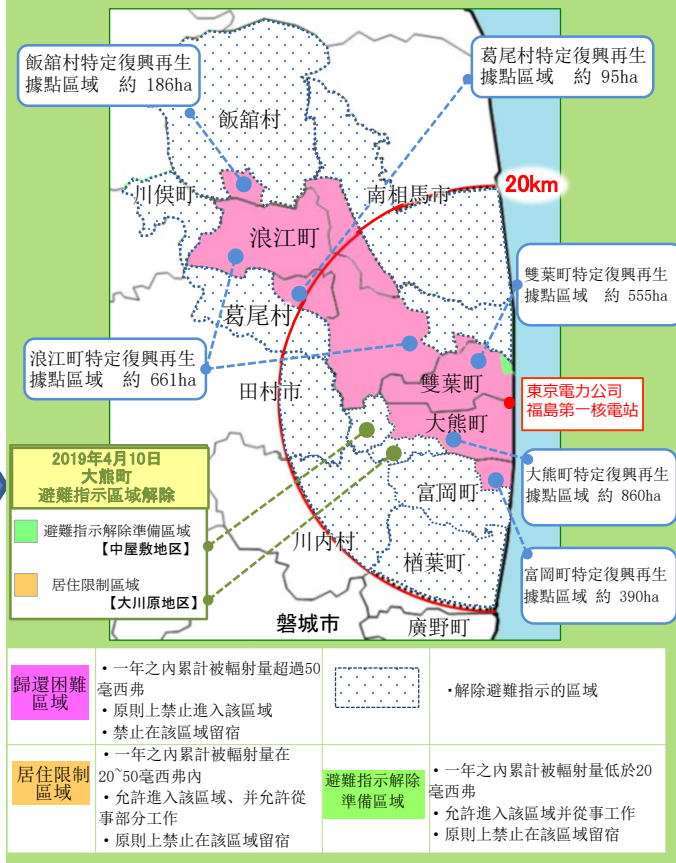 飯舘村特定復興再生
據點區域　約 186ha
葛尾村特定復興再生
據點區域　約 95ha
飯舘村
川俣町
南相馬市
20km
浪江町
雙葉町特定復興再生
據點區域　約 555ha
葛尾村
浪江町特定復興再生
據點區域　約 661ha
田村市
雙葉町
東京電力公司
福島第一核電站
大熊町
2019年4月10日
大熊町
避難指示區域解除
避難指示解除準備區域
【中屋敷地区】
居住限制區域
【大川原地区】
大熊町特定復興再生
據點區域 約 860ha
富岡町
川内村
楢葉町
富岡町特定復興再生
據點區域 約 390ha
磐城市
廣野町
歸還困難
區域
・一年之內累計被輻射量超過50
毫西弗
・原則上禁止進入該區域
・禁止在該區域留宿
・解除避難指示的區域
居住限制
區域
・一年之內累計被輻射量在
20~50毫西弗內
・允許進入該區域、并允許從
事部分工作
・原則上禁止在該區域留宿
避難指示解除
準備區域
・一年之內累計被輻射量低於20
毫西弗
・允許進入該區域并從事工作
・原則上禁止在該區域留宿